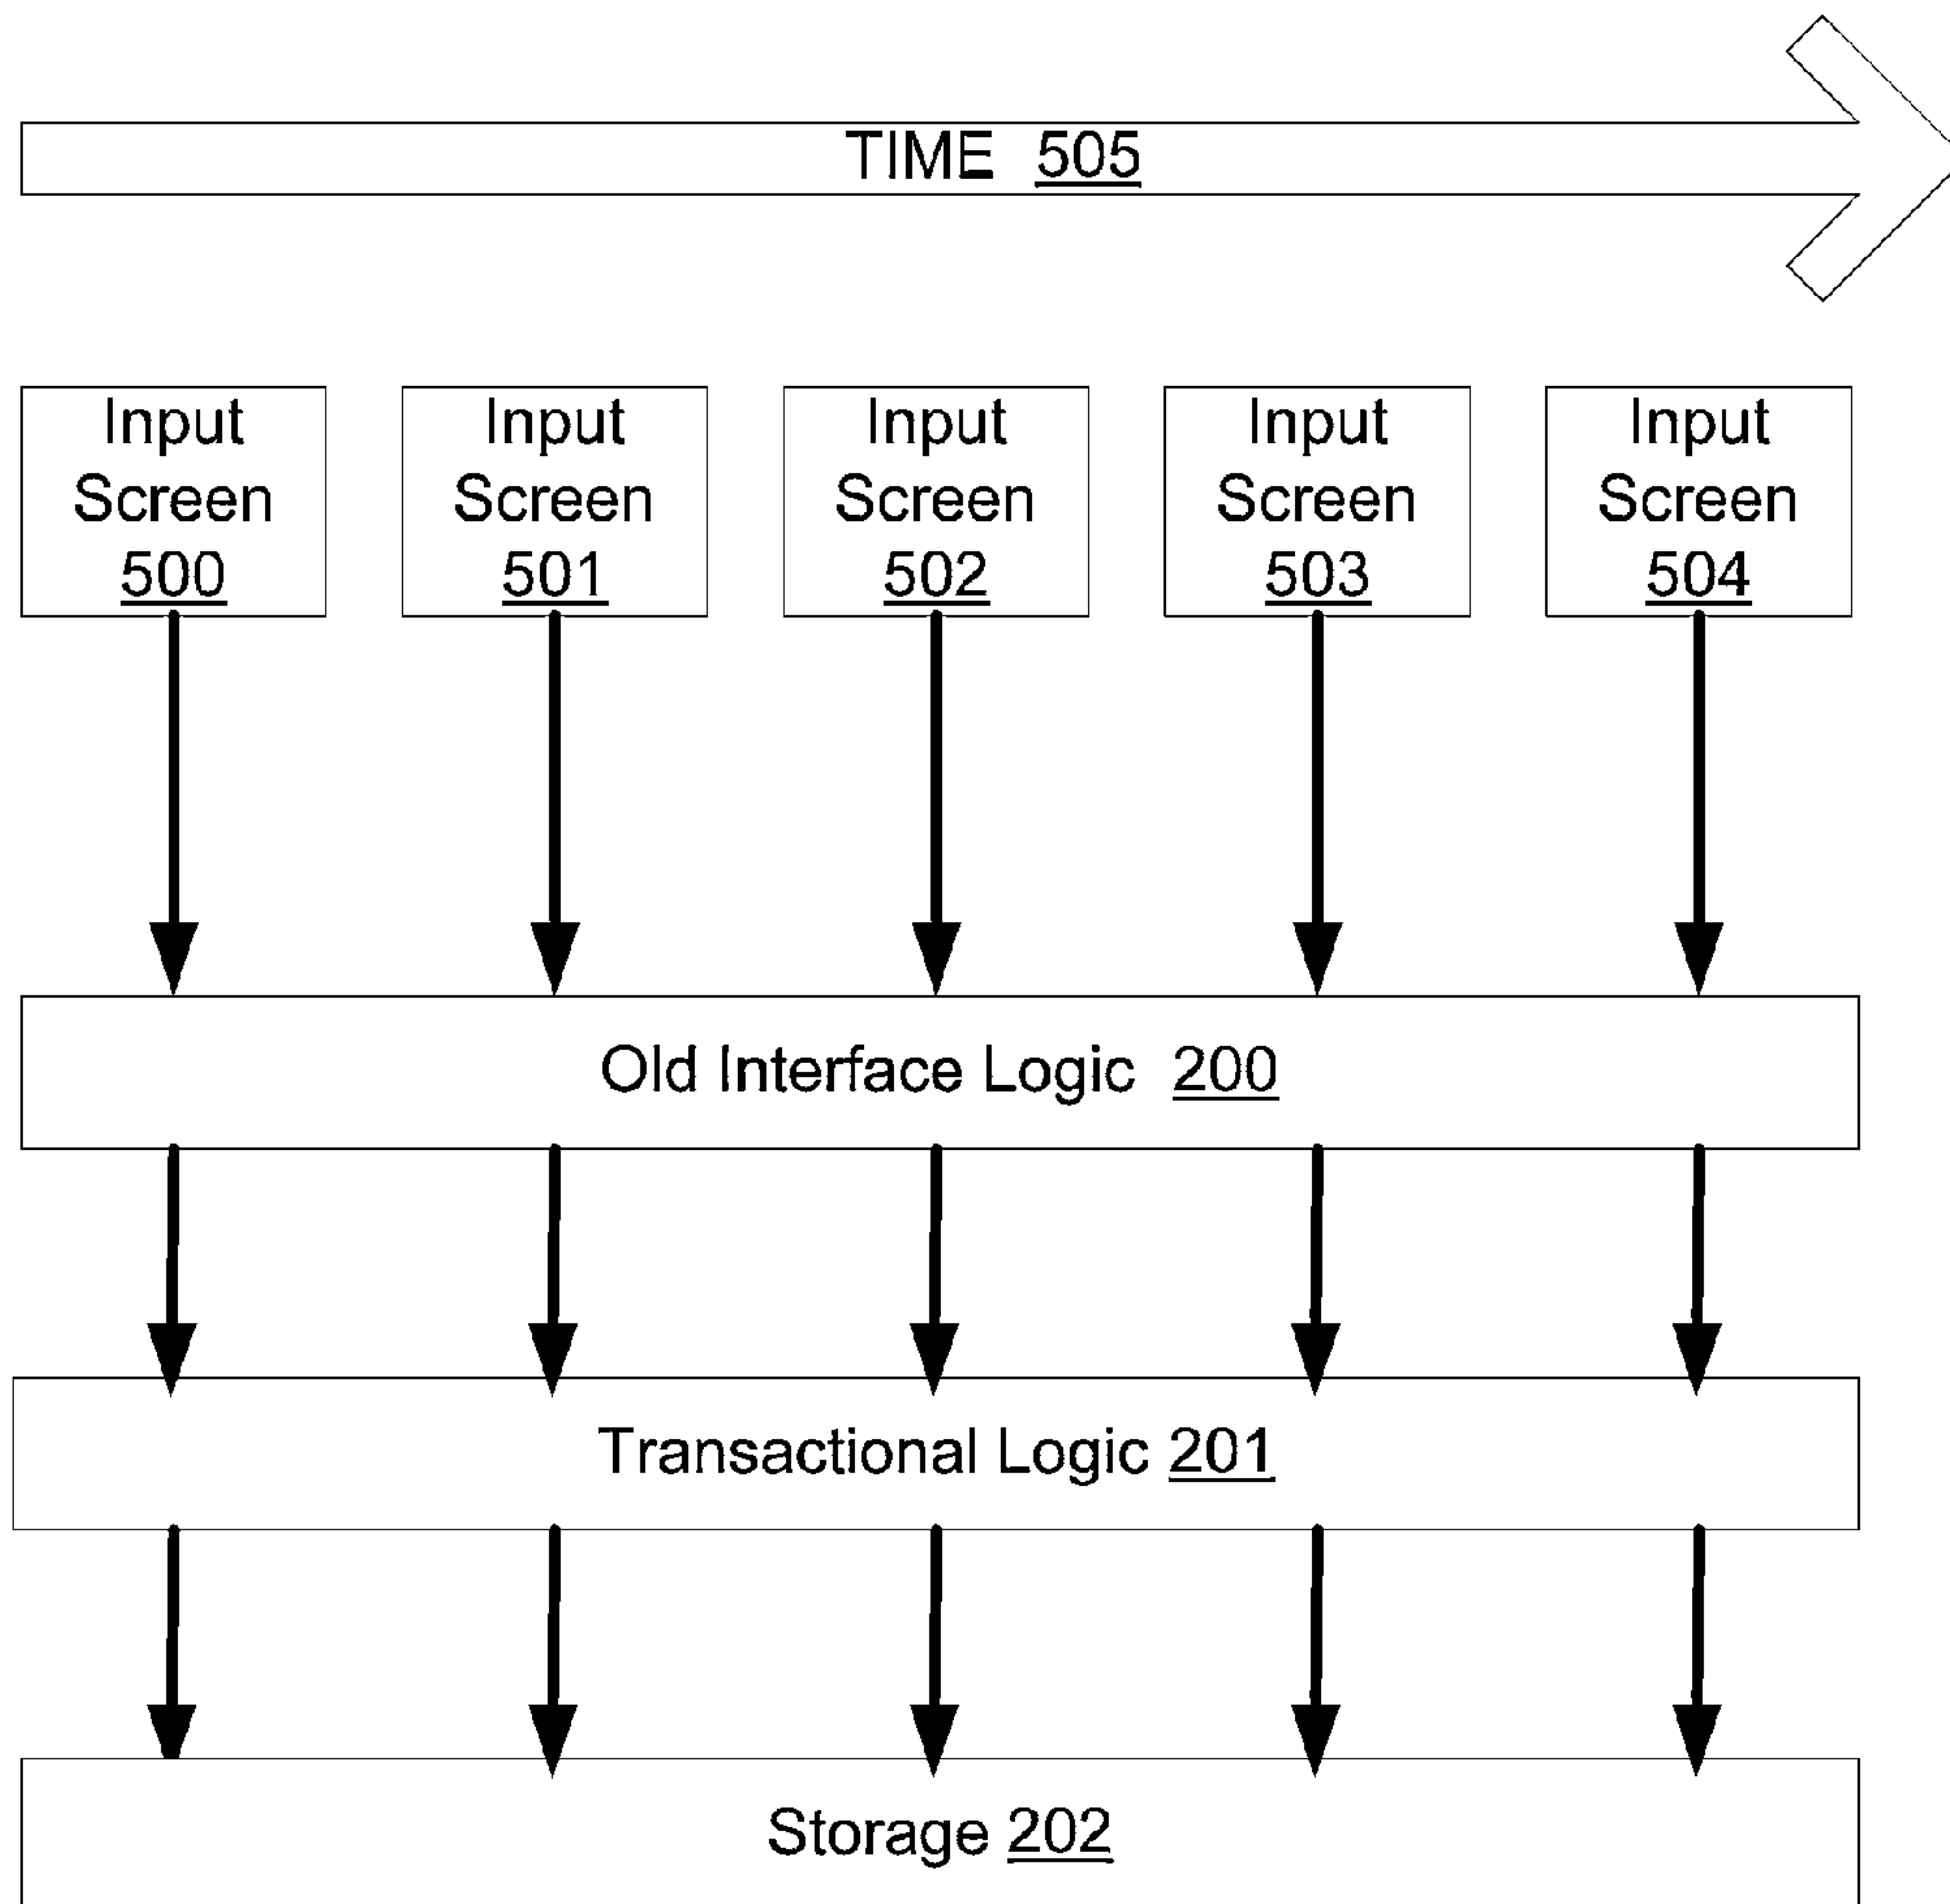 TIME 505
Input
Screen
500
Input
Screen
501
Input
Screen
502
Input
Screen
503
Input
Screen
504
Old Interface Logic 200
Transactional Logic 201
Storage 202